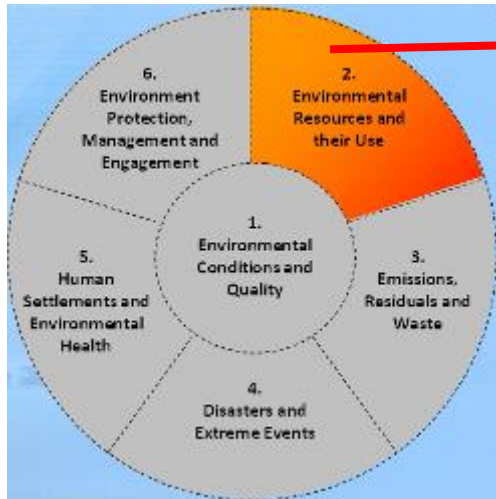 6.
Environment
Protection,
Management and
Engagement
2.
Environmental
Resources and
their Use
1.
Environmental
Conditions and
Quality
5.
Human
Settlements and
Environmental
Health
3.
Emissions,
Residuals and
Waste
4.
Disasters and
Extreme Events